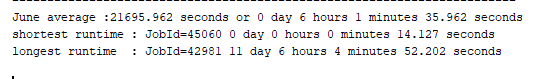 June average :21695.962 seconds or 0 day 6 hours 1 minutes 35.962 seconds
shortest runtime : JobId=45060 0 day 0 hours 0 minutes 14.127 seconds
longest runtime  : JobId=42981 11 day 6 hours 4 minutes 52.202 seconds